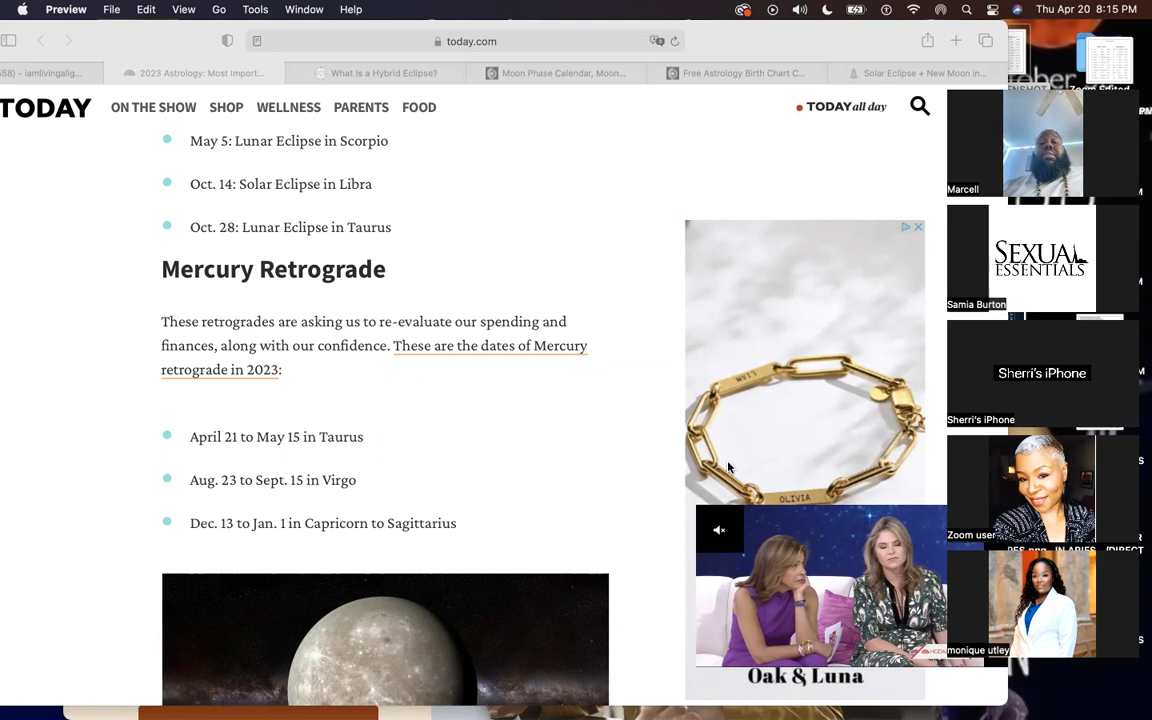 Preview File Edit View Go Tools Window Help
Thu Apr 20 8:15 PM
today.com
558) - iamlivingalig...
2023 Astrology: Most Import...
What Is a Hybrid Eclipse?
Moon Phase Calendar, Moon...
Free Astrology Birth Chart C...
Solar Eclipse + New Moon in...
TODAY ON THE SHOW SHOP WELLNESS PARENTS FOOD
TODAY all day
May 5: Lunar Eclipse in Scorpio
Oct. 14: Solar Eclipse in Libra
Oct. 28: Lunar Eclipse in Taurus
Mercury Retrograde
These retrogrades are asking us to re-evaluate our spending and
finances, along with our confidence. These are the dates of Mercury
retrograde in 2023:
April 21 to May 15 in Taurus
Aug. 23 to Sept. 15 in Virgo
Dec. 13 to Jan. 1 in Capricorn to Sagittarius
LIAM
OLIVIA
Oak & Luna
Marcell
SEXUAL
ESSENTIALS
Samia Burton
Sherri's iPhone
Sherri's iPhone
Zoom user
monique utley